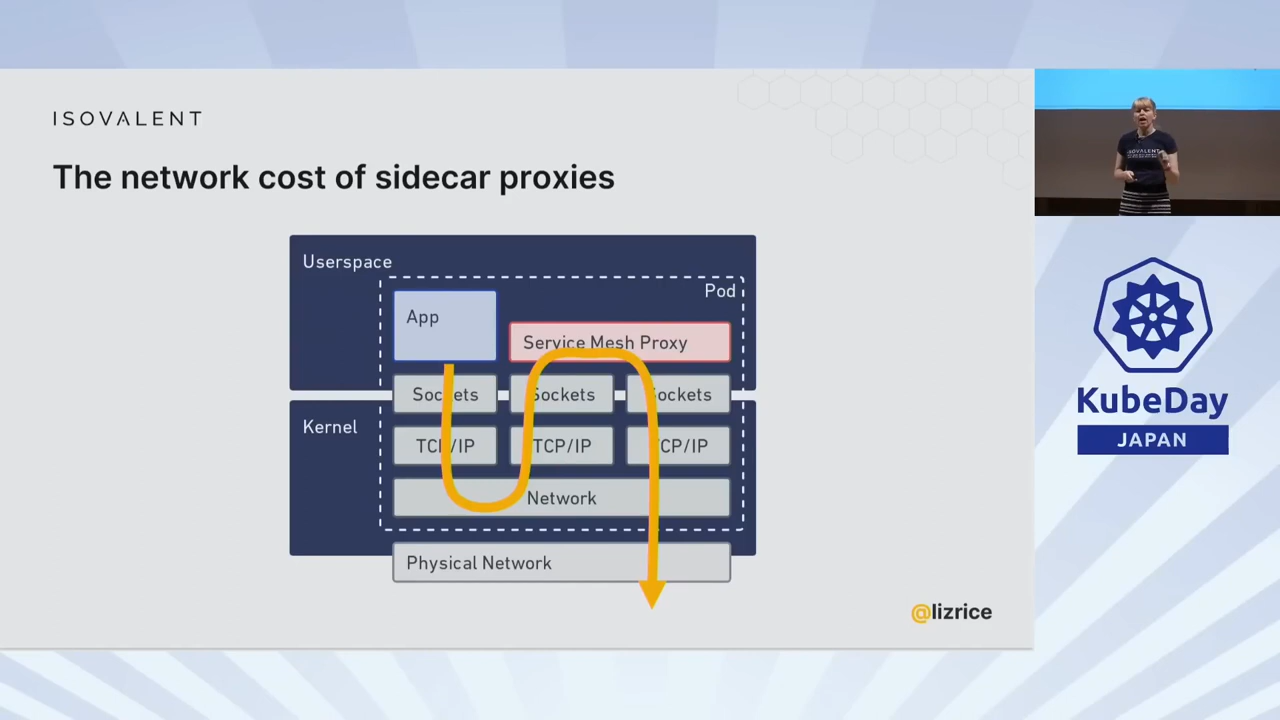 ISOVALENT
The network cost of sidecar proxies
Userspace
Pod
App
Service Mesh Proxy
Sockets
Sockets
Sockets
Kernel
TCP/IP
TCP/IP
TCP/IP
Network
Physical Network
@lizrice
ISOVALENT
KubeDay
JAPAN